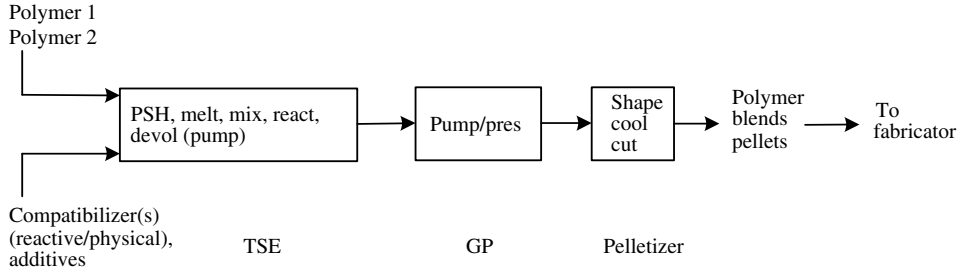 Polymer 1
Polymer 2
PSH, melt, mix, react,
devol (pump)
Pump/pres
Shape
cool
cut
Polymer
blends
pellets
To
fabricator
Compatibilizer(s)
(reactive/physical),
additives
TSE
GP
Pelletizer